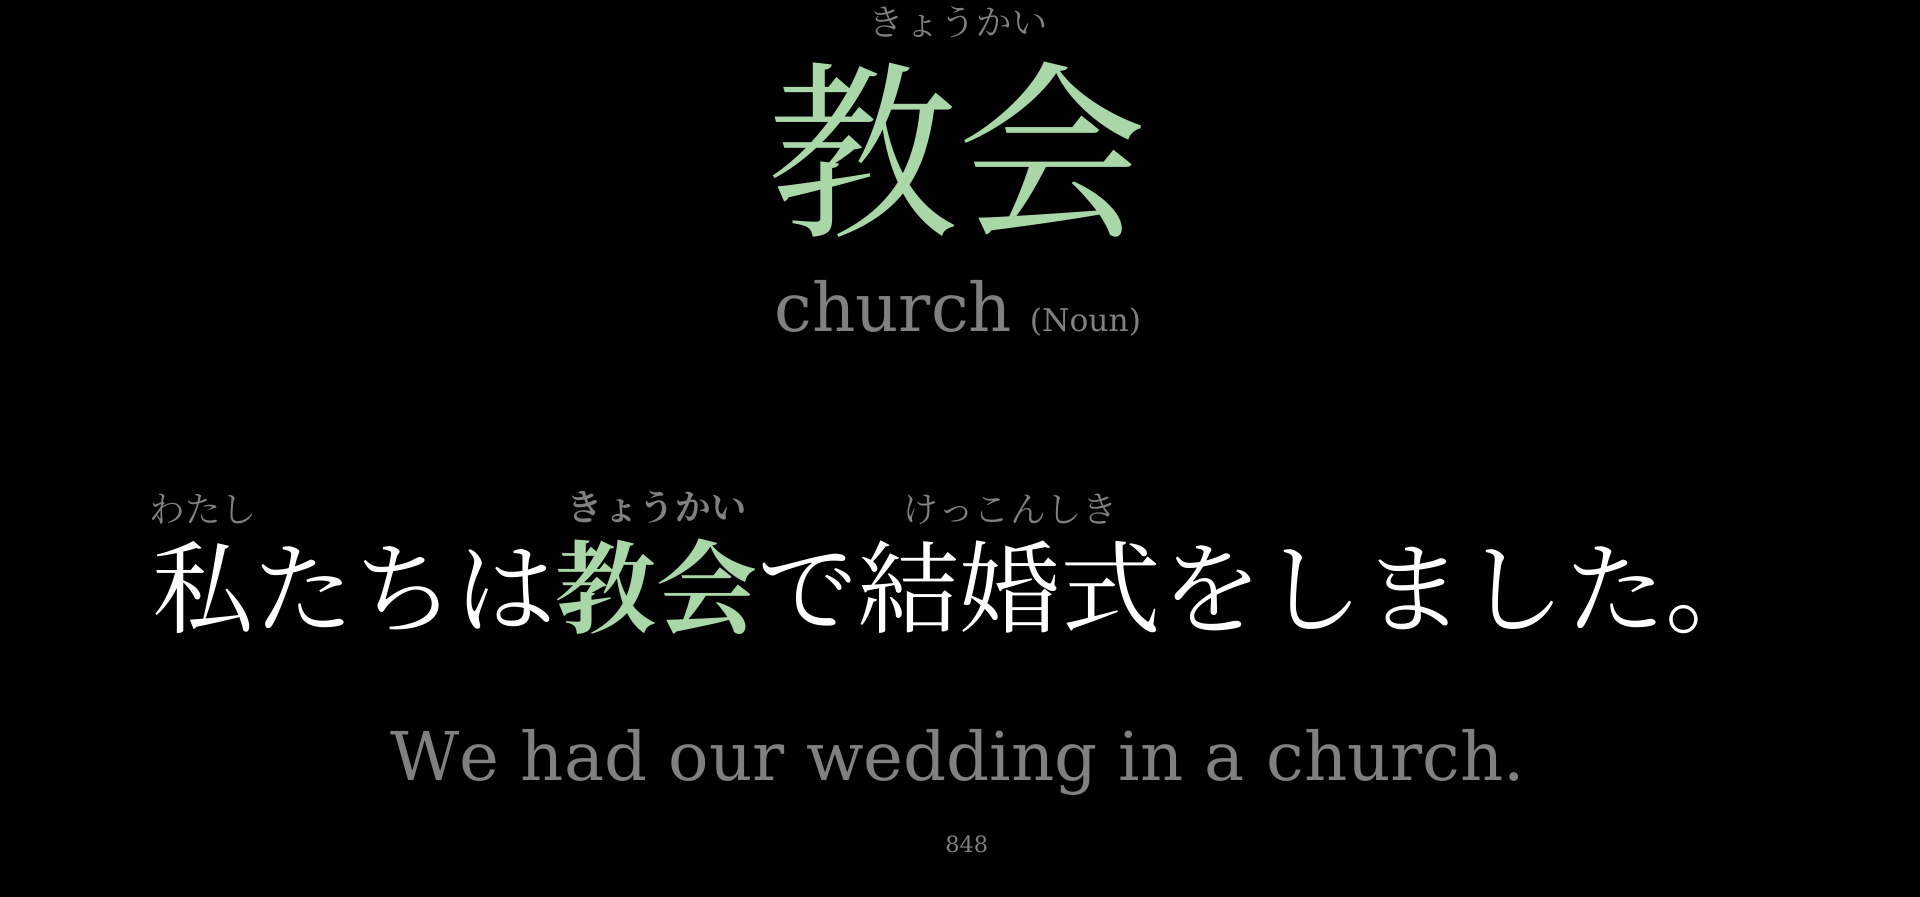 きょうかい
教会
church (Noun)
わたし きょうかい けっこんしき
私たちは教会で結婚式をしました。
We had our wedding in a church.
848